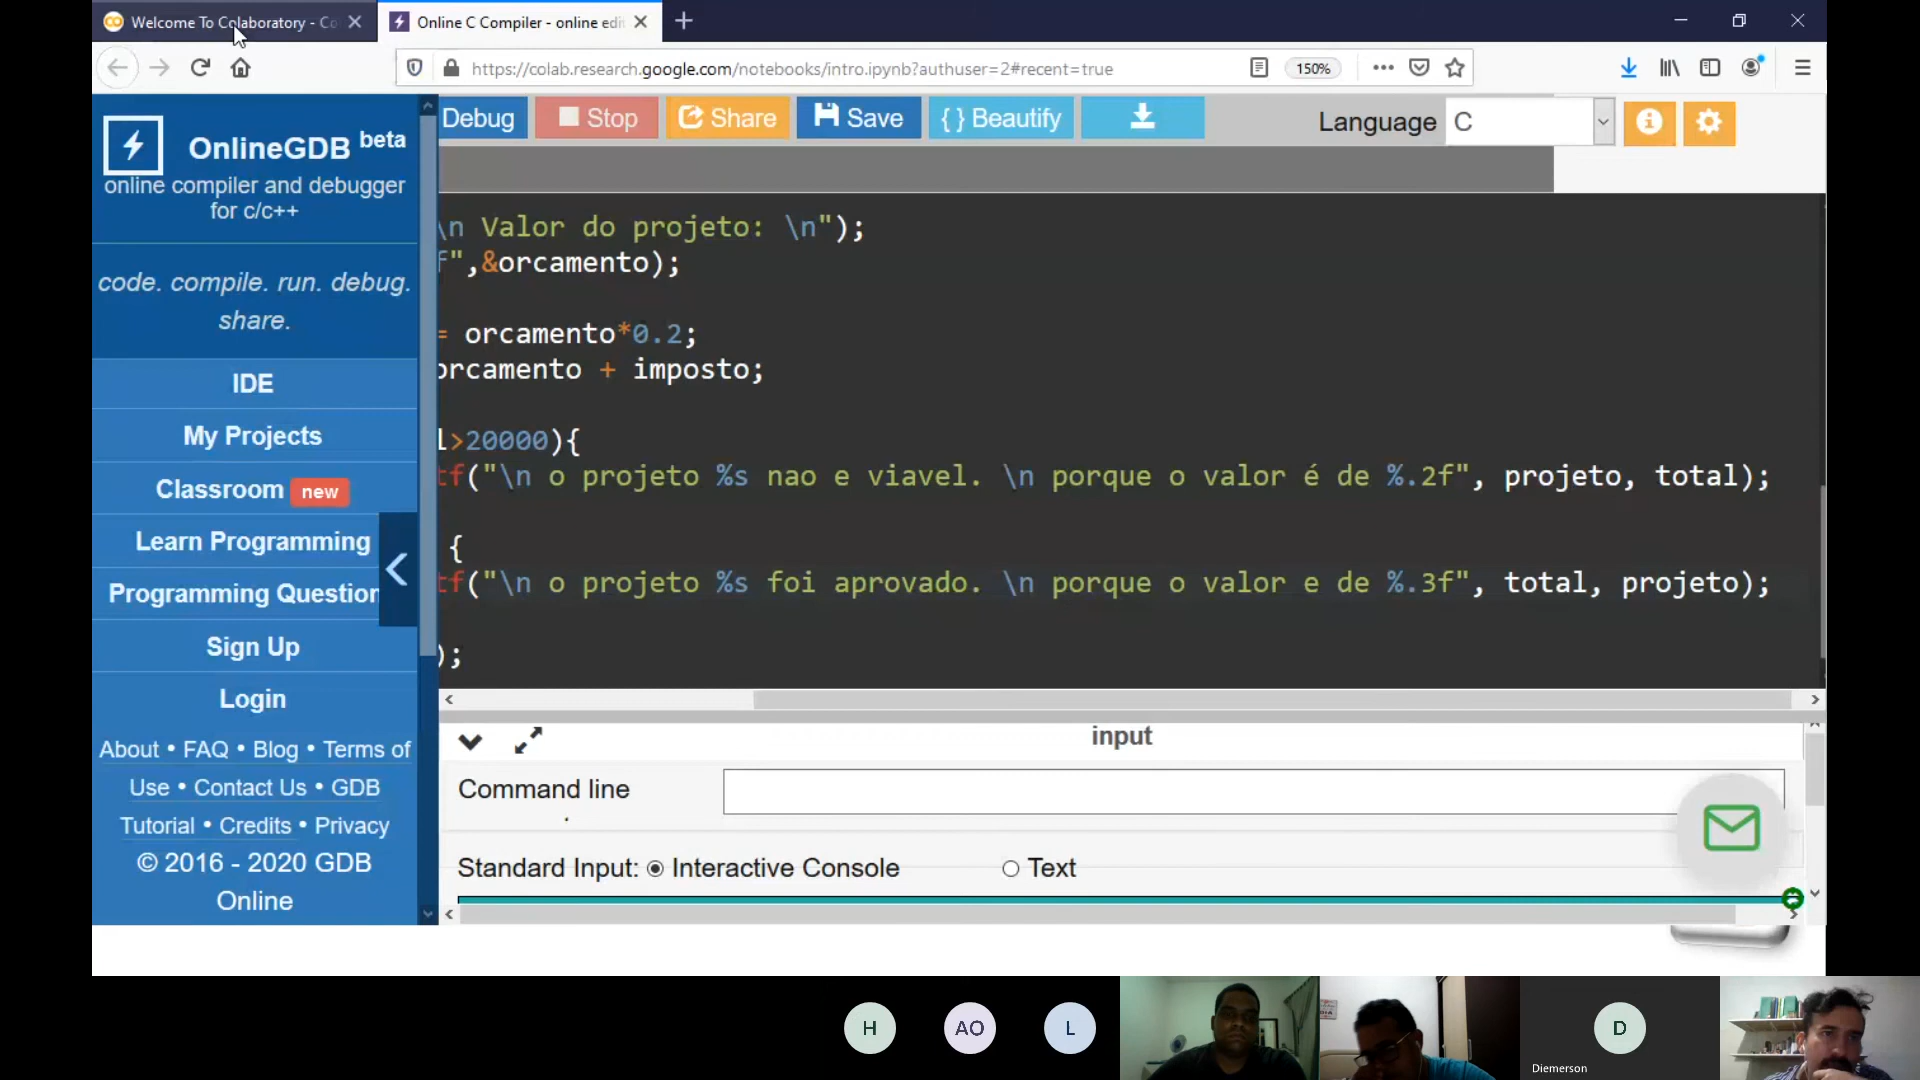 Welcome To Colaboratory - Co
Online C Compiler - online edi
https://colab.research.google.com/notebooks/intro.ipynb?authuser=2#recent=true
150%
OnlineGDB beta
online compiler and debugger
for c/c++
code. compile. run. debug.
share.
IDE
My Projects
Classroom new
Learn Programming
Programming Question
Sign Up
Login
About • FAQ • Blog • Terms of
Use • Contact Us • GDB
Tutorial • Credits • Privacy
© 2016 - 2020 GDB
Online
Debug
Stop
Share
Save
{ } Beautify
Language
C
\n Valor do projeto: \n");
f",&orcamento);
= orcamento*0.2;
orcamento + imposto;
l>20000){
tf("\n o projeto %s nao e viavel. \n porque o valor é de %.2f", projeto, total);
{
tf("\n o projeto %s foi aprovado. \n porque o valor e de %.3f", total, projeto);
);
input
Command line
Standard Input:
Interactive Console
Text
H
AO
L
D
Diemerson